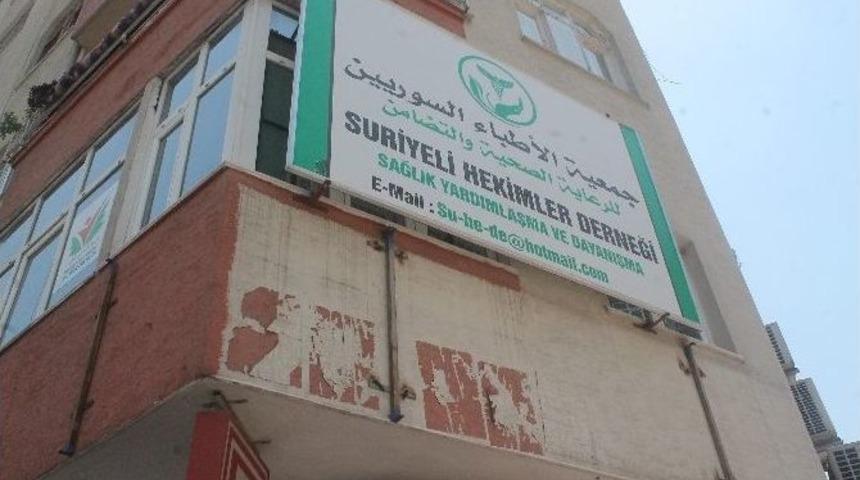 جمعية الأطباء السوريين
للرعاية الصحية والتضامن
SURİYELİ HEKİMLER DERNEĞİ
SAĞLIK YARDIMLAŞMA VE DAYANIŞMA
E-Mail : Su-he-de@hotmail.com